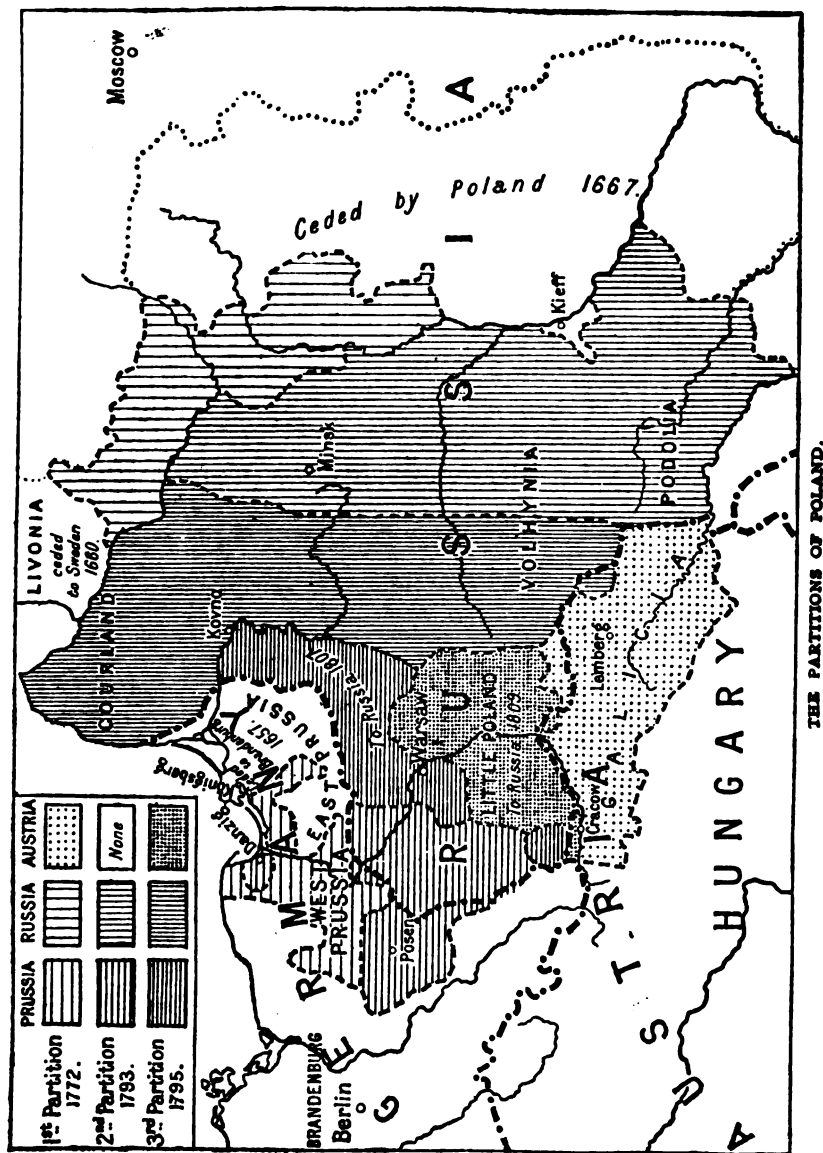 PRUSSIA RUSSIA AUSTRIA
1st Partition
1772.
2nd Partition
1793.
None
3rd Partition
1795.
Moscow
LIVONIA
ceded
to Sweden
1660.
COURLAND
Kovno
Königsberg
Danzig
Ceded to
Brandenburg
1657.
EAST
PRUSSIA
WEST
PRUSSIA
BRANDENBURG
Berlin
Posen
GERMANY
To Russia 1807
Warsaw
LITTLE POLAND
To Russia 1809
Minsk
Ceded by Poland 1667.
RUSSIA
Kieff
VOLHYNIA
PODOLIA
Cracow
Lemberg
GALICIA
AUSTRIA
HUNGARY
THE PARTITIONS OF POLAND.